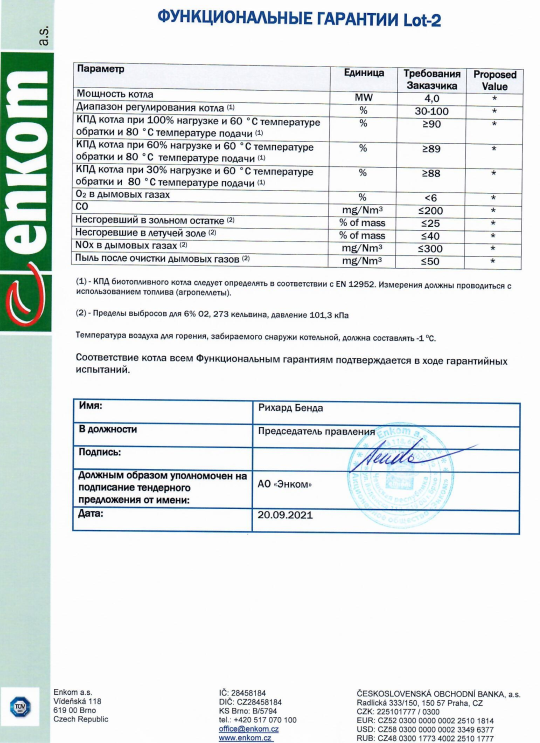 ФУНКЦИОНАЛЬНЫЕ ГАРАНТИИ Lot-2
enkom a.s.
Параметр Единица Требования Заказчика Proposed Value
Мощность котла MW 4,0 *
Диапазон регулирования котла (1) % 30-100 *
КПД котла при 100% нагрузке и 60 °C температуре
обратки и 80 °C температуре подачи (1) % ≥90 *
КПД котла при 60% нагрузке и 60 °C температуре
обратки и 80 °C температуре подачи (1) % ≥89 *
КПД котла при 30% нагрузке и 60 °C температуре
обратки и 80 °C температуре подачи (1) % ≥88 *
O₂ в дымовых газах % <6 *
CO mg/Nm³ ≤200 *
Несгоревший в зольном остатке (2) % of mass ≤25 *
Несгоревшие в летучей золе (2) % of mass ≤40 *
NOx в дымовых газах (2) mg/Nm³ ≤300 *
Пыль после очистки дымовых газов (2) mg/Nm³ ≤50 *
(1) - КПД биотопливного котла следует определять в соответствии с EN 12952. Измерения должны проводиться с
использованием топлива (агропеллеты).
(2) - Пределы выбросов для 6% O2, 273 кельвина, давление 101,3 кПа
Температура воздуха для горения, забираемого снаружи котельной, должна составлять -1 °C.
Соответствие котла всем Функциональным гарантиям подтверждается в ходе гарантийных
испытаний.
Имя: Рихард Бенда
В должности Председатель правления
Подпись:
Должным образом уполномочен на
подписание тендерного
предложения от имени: АО «Энком»
Дата: 20.09.2021
TÜV
Enkom a.s.
Vídeňská 118
619 00 Brno
Czech Republic
IČ: 28458184
DIČ: CZ28458184
KS Brno: B/5794
tel.: +420 517 070 100
office@enkom.cz
www.enkom.cz
ČESKOSLOVENSKÁ OBCHODNÍ BANKA, a.s.
Radlická 333/150, 150 57 Praha, CZ
CZK: 225101777 / 0300
EUR: CZ52 0300 0000 0002 2510 1814
USD: CZ58 0300 0000 0002 3349 6377
RUB: CZ48 0300 1773 4002 2510 1777